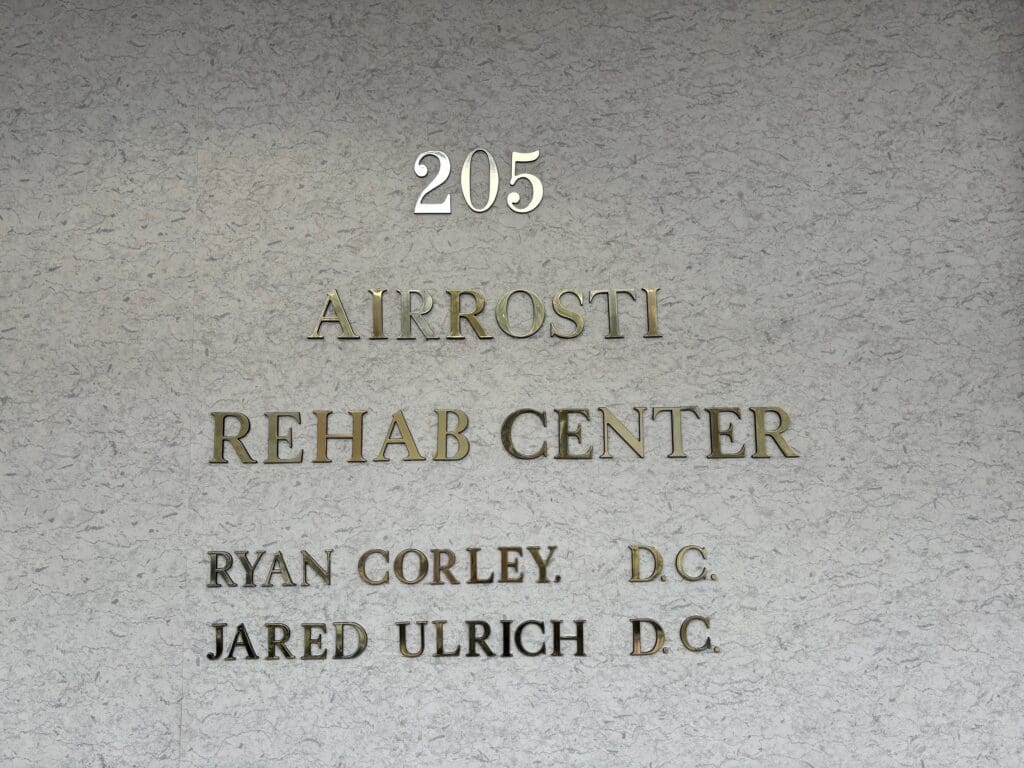 205
AIRROSTI
REHAB CENTER
RYAN CORLEY. D.C.
JARED ULRICH D.C.